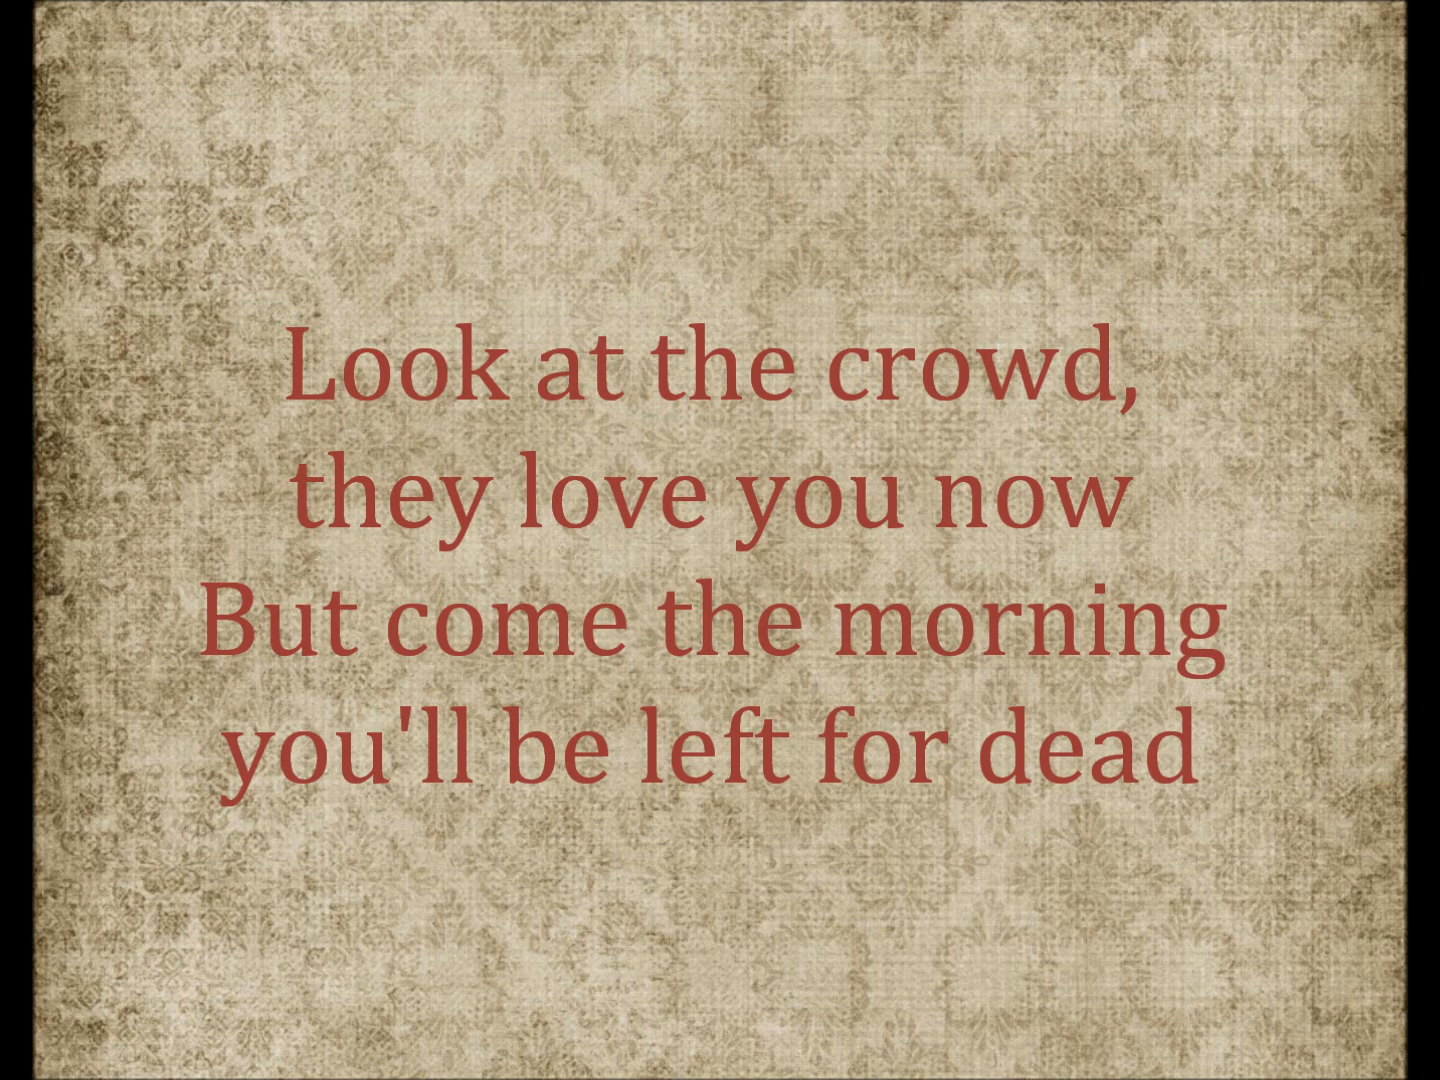 Look at the crowd,
they love you now
But come the morning
you'll be left for dead